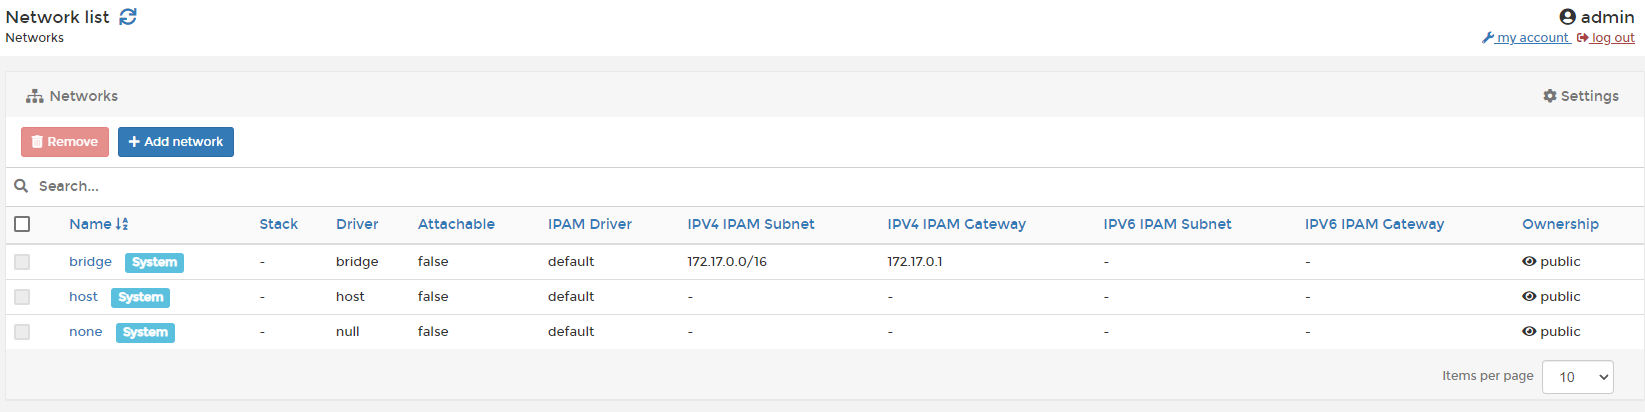 Network list admin
Networks my account log out
Networks Settings
Remove Add network
Search...
Name Stack Driver Attachable IPAM Driver IPV4 IPAM Subnet IPV4 IPAM Gateway IPV6 IPAM Subnet IPV6 IPAM Gateway Ownership
bridge System - bridge false default 172.17.0.0/16 172.17.0.1 - - public
host System - host false default - - - - public
none System - null false default - - - - public
Items per page 10